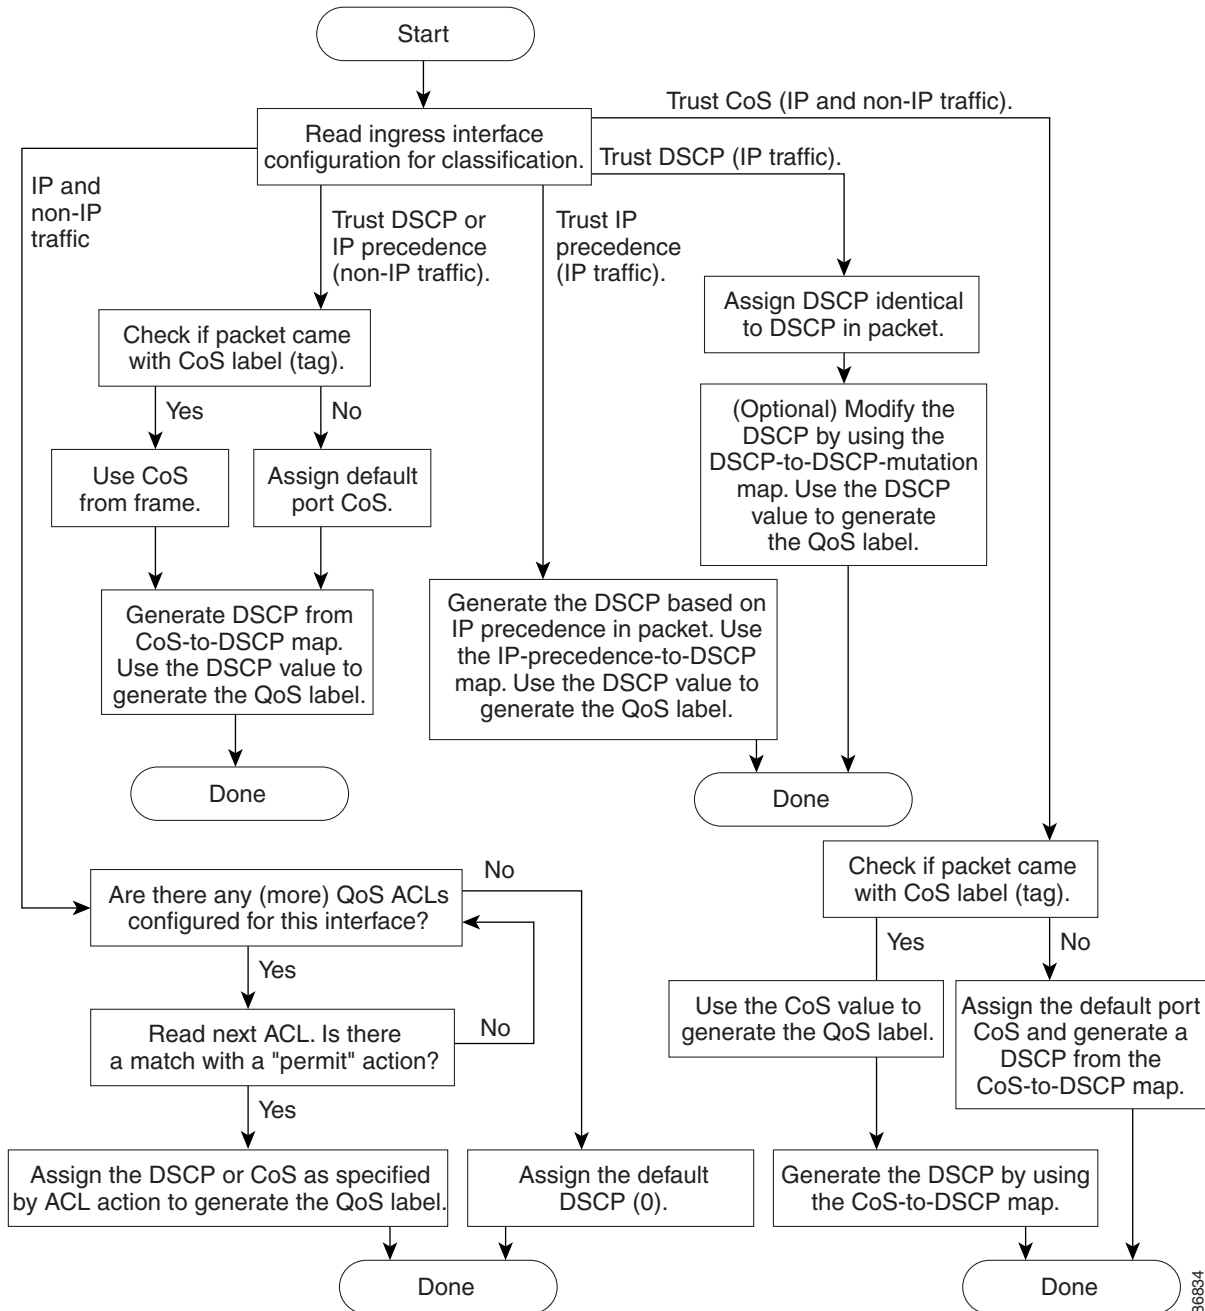 Start
Trust CoS (IP and non-IP traffic).
Read ingress interface
configuration for classification.
Trust DSCP (IP traffic).
IP and
non-IP
traffic
Trust DSCP or
IP precedence
(non-IP traffic).
Trust IP
precedence
(IP traffic).
Assign DSCP identical
to DSCP in packet.
Check if packet came
with CoS label (tag).
Yes
No
(Optional) Modify the
DSCP by using the
DSCP-to-DSCP-mutation
map. Use the DSCP
value to generate
the QoS label.
Use CoS
from frame.
Assign default
port CoS.
Generate DSCP from
CoS-to-DSCP map.
Use the DSCP value to
generate the QoS label.
Generate the DSCP based on
IP precedence in packet. Use
the IP-precedence-to-DSCP
map. Use the DSCP value to
generate the QoS label.
Done
Done
Are there any (more) QoS ACLs
configured for this interface?
No
Check if packet came
with CoS label (tag).
Yes
Yes
No
Read next ACL. Is there
a match with a "permit" action?
No
Use the CoS value to
generate the QoS label.
Assign the default port
CoS and generate a
DSCP from the
CoS-to-DSCP map.
Yes
Assign the DSCP or CoS as specified
by ACL action to generate the QoS label.
Assign the default
DSCP (0).
Generate the DSCP by using
the CoS-to-DSCP map.
Done
Done
86834